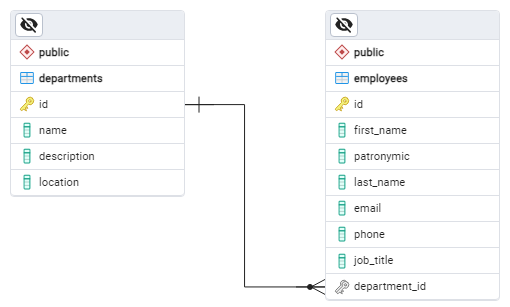 public
departments
id
name
description
location
public
employees
id
first_name
patronymic
last_name
email
phone
job_title
department_id